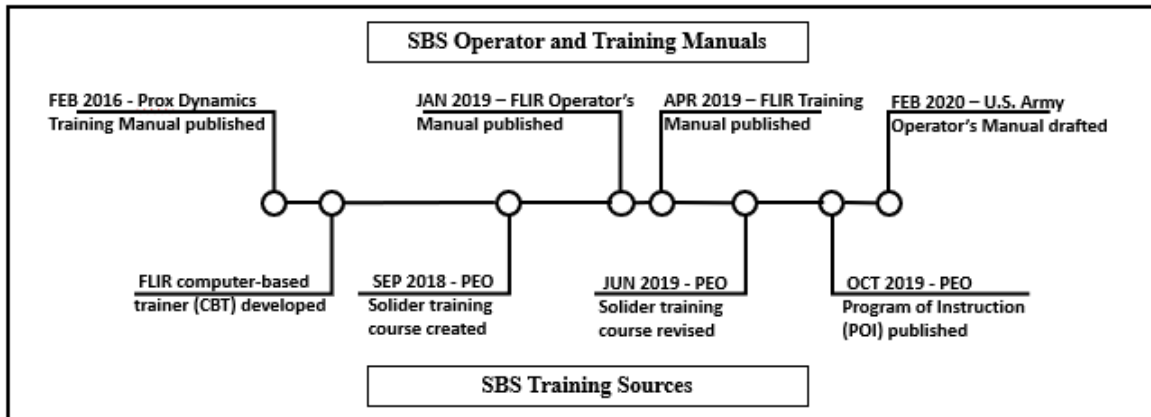 SBS Operator and Training Manuals
FEB 2016 - Prox Dynamics
Training Manual published
JAN 2019 – FLIR Operator's
Manual published
APR 2019 – FLIR Training
Manual published
FEB 2020 – U.S. Army
Operator's Manual drafted
FLIR computer-based
trainer (CBT) developed
SEP 2018 - PEO
Solider training
course created
JUN 2019 - PEO
Solider training
course revised
OCT 2019 - PEO
Program of Instruction
(POI) published
SBS Training Sources